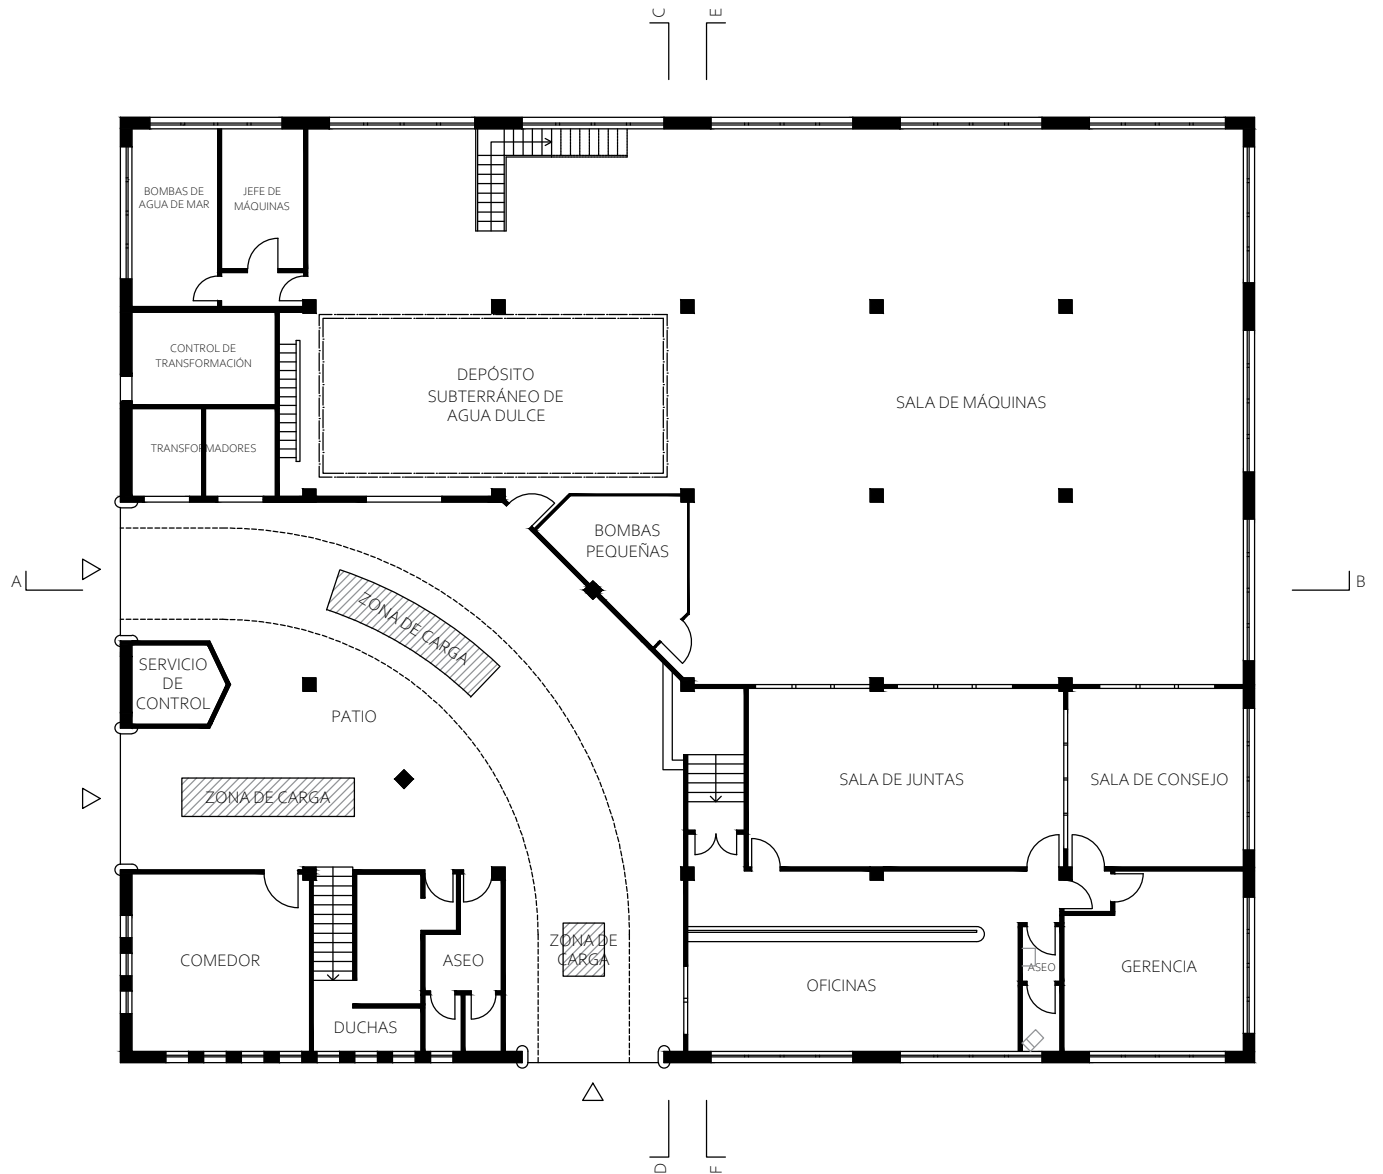 C
E
BOMBAS DE
AGUA DE MAR
JEFE DE
MÁQUINAS
CONTROL DE
TRANSFORMACIÓN
DEPÓSITO
SUBTERRÁNEO DE
AGUA DULCE
SALA DE MÁQUINAS
TRANSFORMADORES
BOMBAS
PEQUEÑAS
A
B
ZONA DE CARGA
SERVICIO
DE
CONTROL
PATIO
SALA DE JUNTAS
SALA DE CONSEJO
ZONA DE CARGA
ZONA DE
CARGA
COMEDOR
ASEO
ASEO
GERENCIA
OFICINAS
DUCHAS
D
F